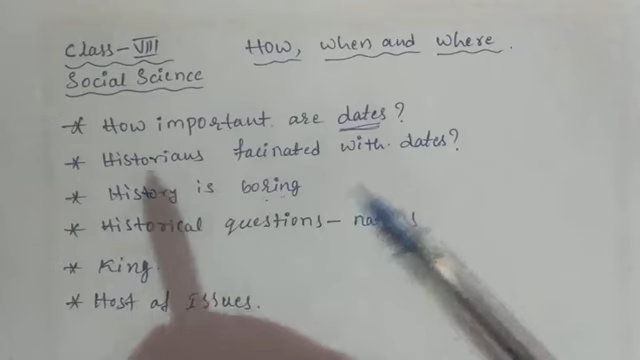 Class-VIII How, when and where.
Social Science
* How important are dates?
* Historians facinated with dates?
* History is boring
* Historical questions-
* King.
* Host of Issues.